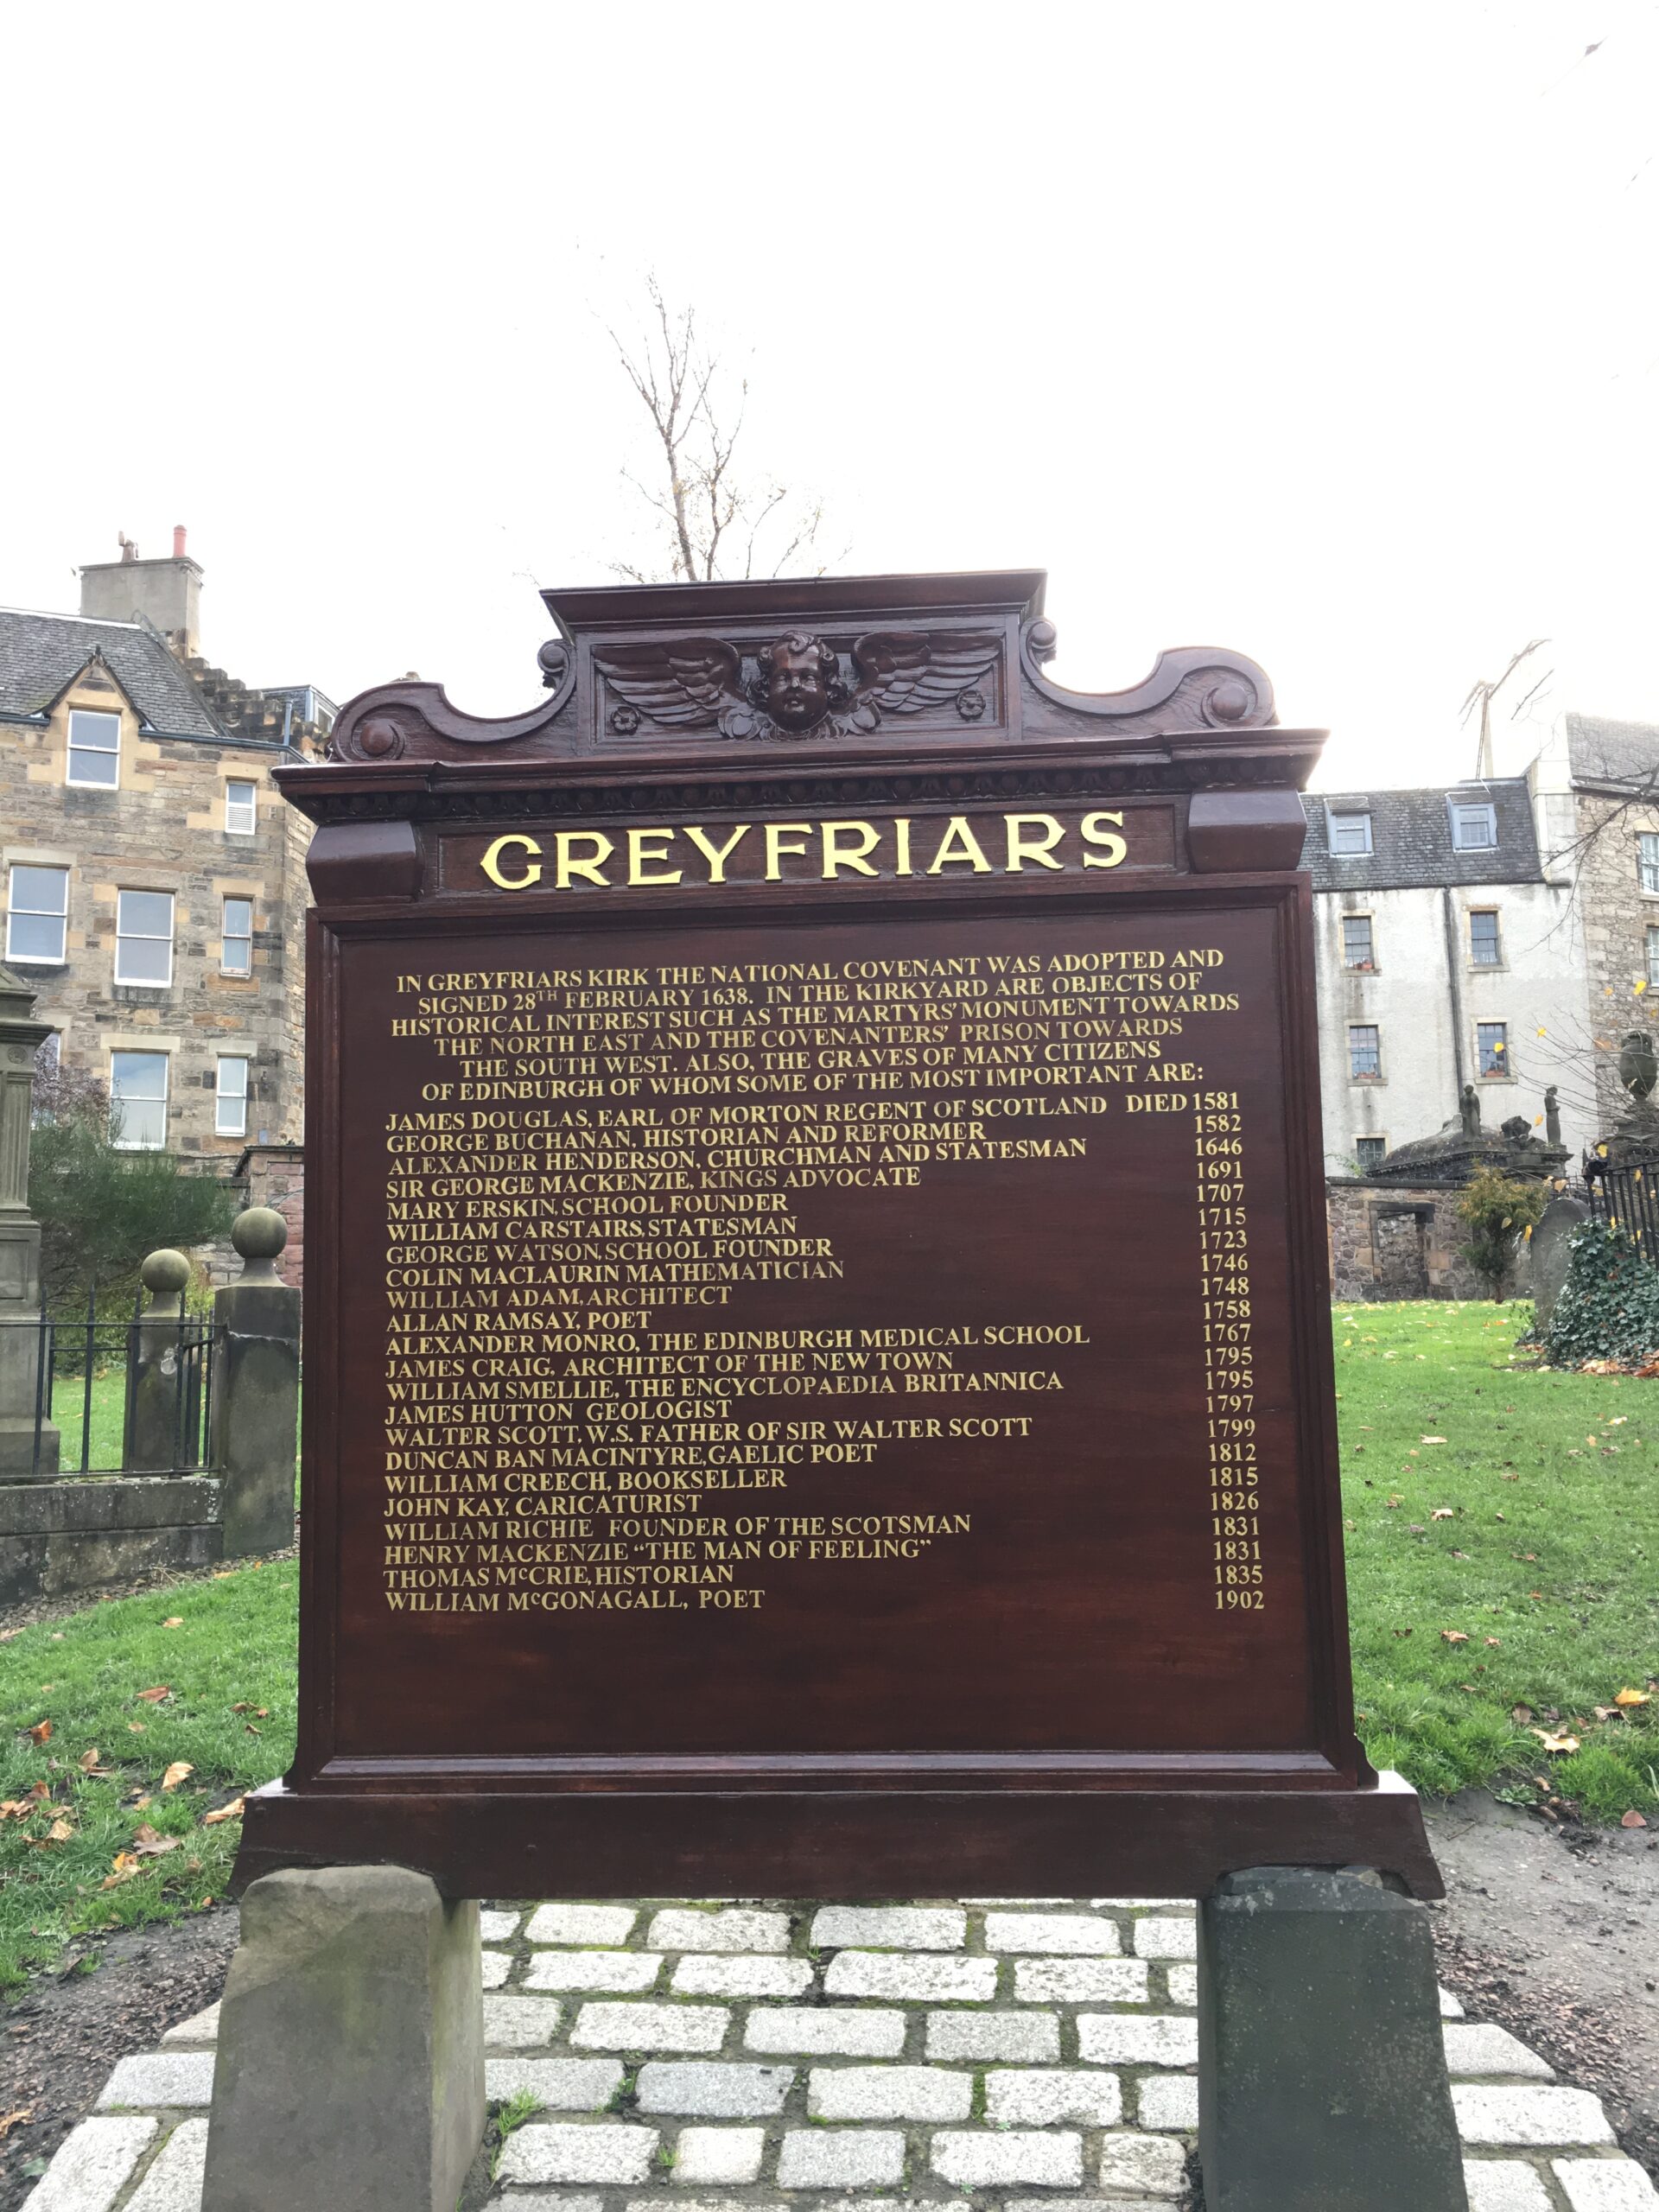 GREYFRIARS
IN GREYFRIARS KIRK THE NATIONAL COVENANT WAS ADOPTED AND
SIGNED 28TH FEBRUARY 1638. IN THE KIRKYARD ARE OBJECTS OF
HISTORICAL INTEREST SUCH AS THE MARTYRS' MONUMENT TOWARDS
THE NORTH EAST AND THE COVENANTERS' PRISON TOWARDS
THE SOUTH WEST. ALSO, THE GRAVES OF MANY CITIZENS
OF EDINBURGH OF WHOM SOME OF THE MOST IMPORTANT ARE:
JAMES DOUGLAS, EARL OF MORTON REGENT OF SCOTLAND DIED 1581
GEORGE BUCHANAN, HISTORIAN AND REFORMER 1582
ALEXANDER HENDERSON, CHURCHMAN AND STATESMAN 1646
SIR GEORGE MACKENZIE, KINGS ADVOCATE 1691
MARY ERSKIN, SCHOOL FOUNDER 1707
WILLIAM CARSTAIRS, STATESMAN 1715
GEORGE WATSON, SCHOOL FOUNDER 1723
COLIN MACLAURIN MATHEMATICIAN 1746
WILLIAM ADAM, ARCHITECT 1748
ALLAN RAMSAY, POET 1758
ALEXANDER MONRO, THE EDINBURGH MEDICAL SCHOOL 1767
JAMES CRAIG, ARCHITECT OF THE NEW TOWN 1795
WILLIAM SMELLIE, THE ENCYCLOPAEDIA BRITANNICA 1795
JAMES HUTTON GEOLOGIST 1797
WALTER SCOTT, W.S. FATHER OF SIR WALTER SCOTT 1799
DUNCAN BAN MACINTYRE, GAELIC POET 1812
WILLIAM CREECH, BOOKSELLER 1815
JOHN KAY, CARICATURIST 1826
WILLIAM RICHIE FOUNDER OF THE SCOTSMAN 1831
HENRY MACKENZIE "THE MAN OF FEELING" 1831
THOMAS McCRIE, HISTORIAN 1835
WILLIAM McGONAGALL, POET 1902